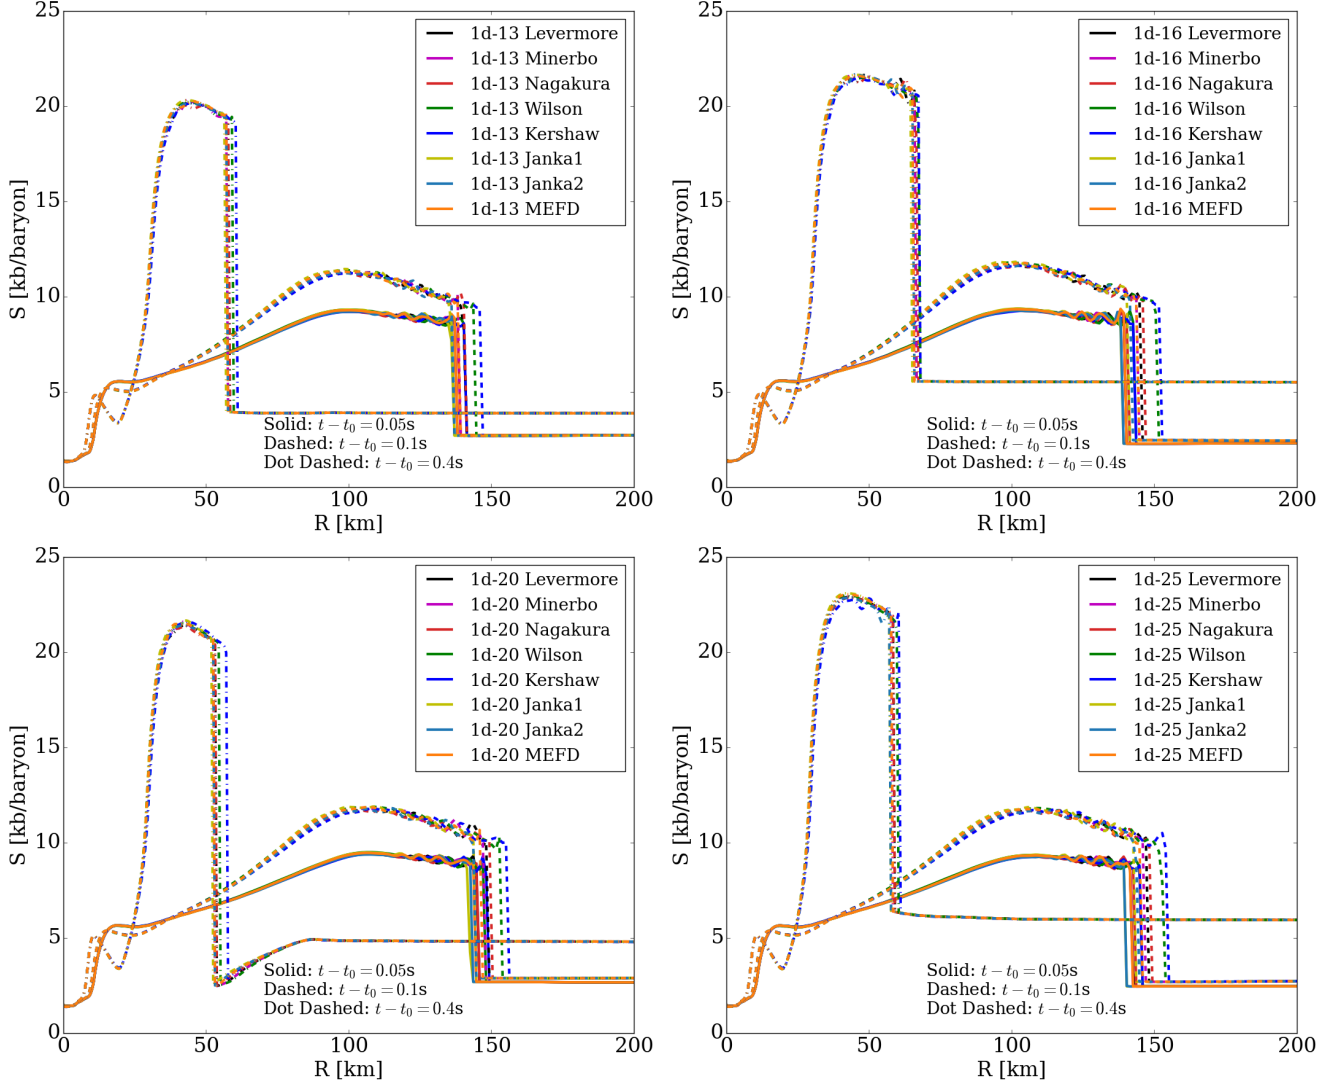 25
20
15
10
5
0
S [kb/baryon]
1d-13 Levermore
1d-13 Minerbo
1d-13 Nagakura
1d-13 Wilson
1d-13 Kershaw
1d-13 Janka1
1d-13 Janka2
1d-13 MEFD
Solid: t − t₀ = 0.05s
Dashed: t − t₀ = 0.1s
Dot Dashed: t − t₀ = 0.4s
0 50 100 150 200
R [km]
25
20
15
10
5
0
S [kb/baryon]
1d-16 Levermore
1d-16 Minerbo
1d-16 Nagakura
1d-16 Wilson
1d-16 Kershaw
1d-16 Janka1
1d-16 Janka2
1d-16 MEFD
Solid: t − t₀ = 0.05s
Dashed: t − t₀ = 0.1s
Dot Dashed: t − t₀ = 0.4s
0 50 100 150 200
R [km]
25
20
15
10
5
0
S [kb/baryon]
1d-20 Levermore
1d-20 Minerbo
1d-20 Nagakura
1d-20 Wilson
1d-20 Kershaw
1d-20 Janka1
1d-20 Janka2
1d-20 MEFD
Solid: t − t₀ = 0.05s
Dashed: t − t₀ = 0.1s
Dot Dashed: t − t₀ = 0.4s
0 50 100 150 200
R [km]
25
20
15
10
5
0
S [kb/baryon]
1d-25 Levermore
1d-25 Minerbo
1d-25 Nagakura
1d-25 Wilson
1d-25 Kershaw
1d-25 Janka1
1d-25 Janka2
1d-25 MEFD
Solid: t − t₀ = 0.05s
Dashed: t − t₀ = 0.1s
Dot Dashed: t − t₀ = 0.4s
0 50 100 150 200
R [km]